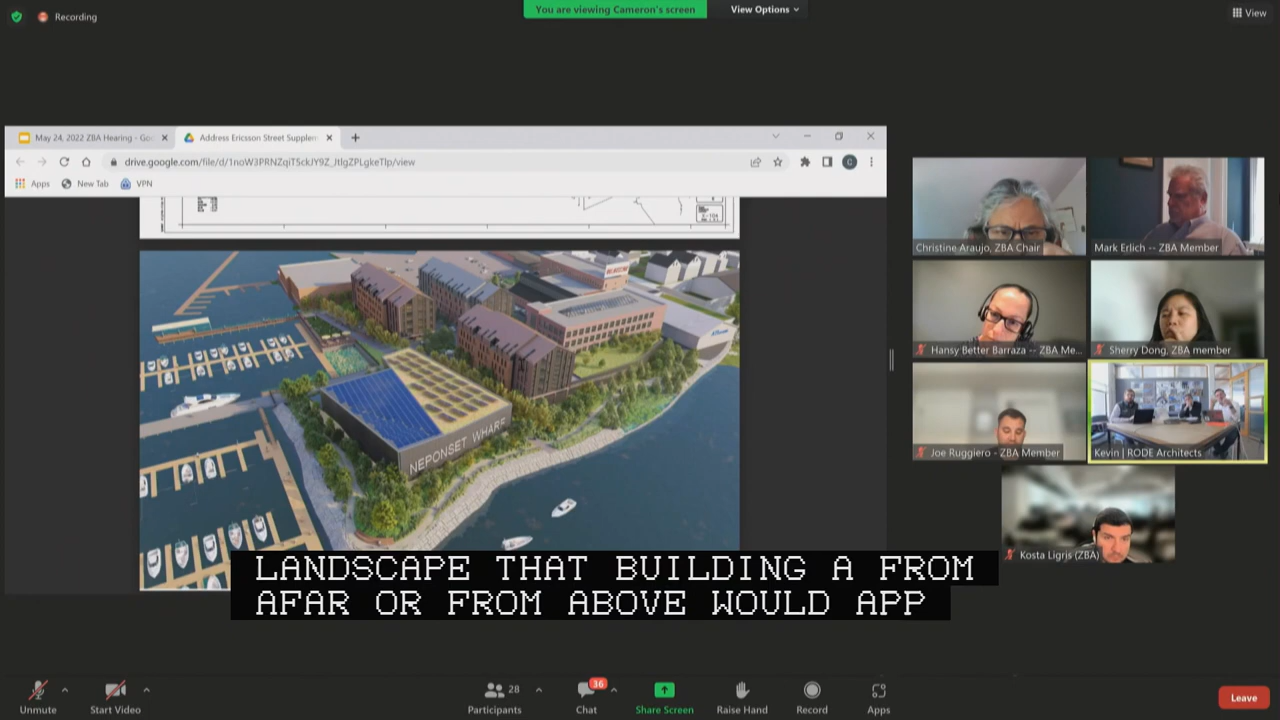 Recording
You are viewing Cameron's screen
View Options
View
May 24, 2022 ZBA Hearing - Goo
Address Ericsson Street Supplem
drive.google.com/file/d/1noW3PRNZqiT5ckJY9Z_JtlgZPLgkeTlp/view
C
Apps
New Tab
VPN
NEPONSET WHARF
Christine Araujo, ZBA Chair
Mark Erlich -- ZBA Member
Hansy Better Barraza -- ZBA Me...
Sherry Dong, ZBA member
Joe Ruggiero - ZBA Member
Kevin | RODE Architects
Kosta Ligris (ZBA)
LANDSCAPE THAT BUILDING A FROM
AFAR OR FROM ABOVE WOULD APP
Unmute
Start Video
28
Participants
36
Chat
Share Screen
Raise Hand
Record
Apps
Leave